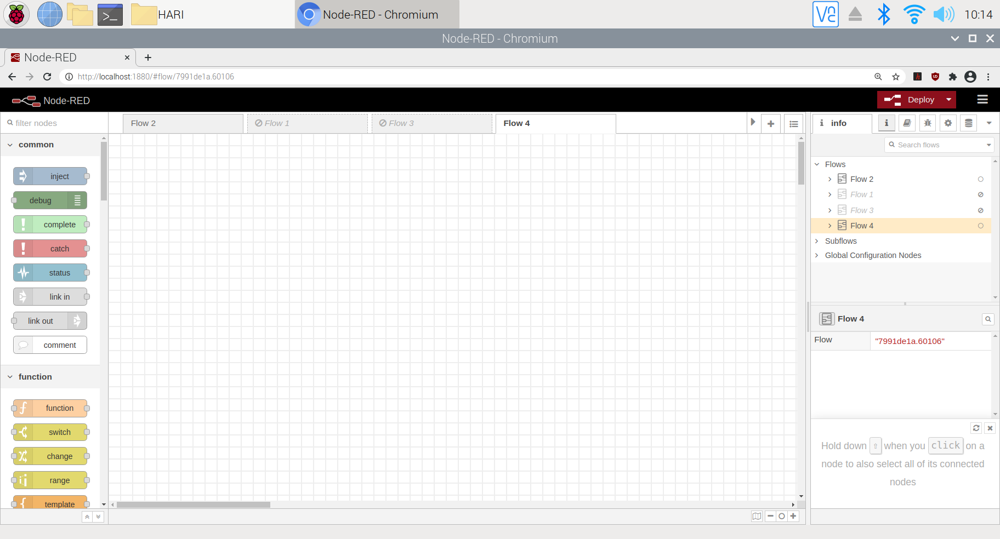 HARI
Node-RED - Chromium
10:14
Node-RED - Chromium
Node-RED
http://localhost:1880/#flow/7991de1a.60106
Node-RED
Deploy
filter nodes
Flow 2
Flow 1
Flow 3
Flow 4
info
common
Search flows
inject
debug
complete
catch
status
link in
link out
comment
function
function
switch
change
range
template
Flows
Flow 2
Flow 1
Flow 3
Flow 4
Subflows
Global Configuration Nodes
Flow 4
Flow
"7991de1a.60106"
Hold down ⇧ when you click on a
node to also select all of its connected
nodes